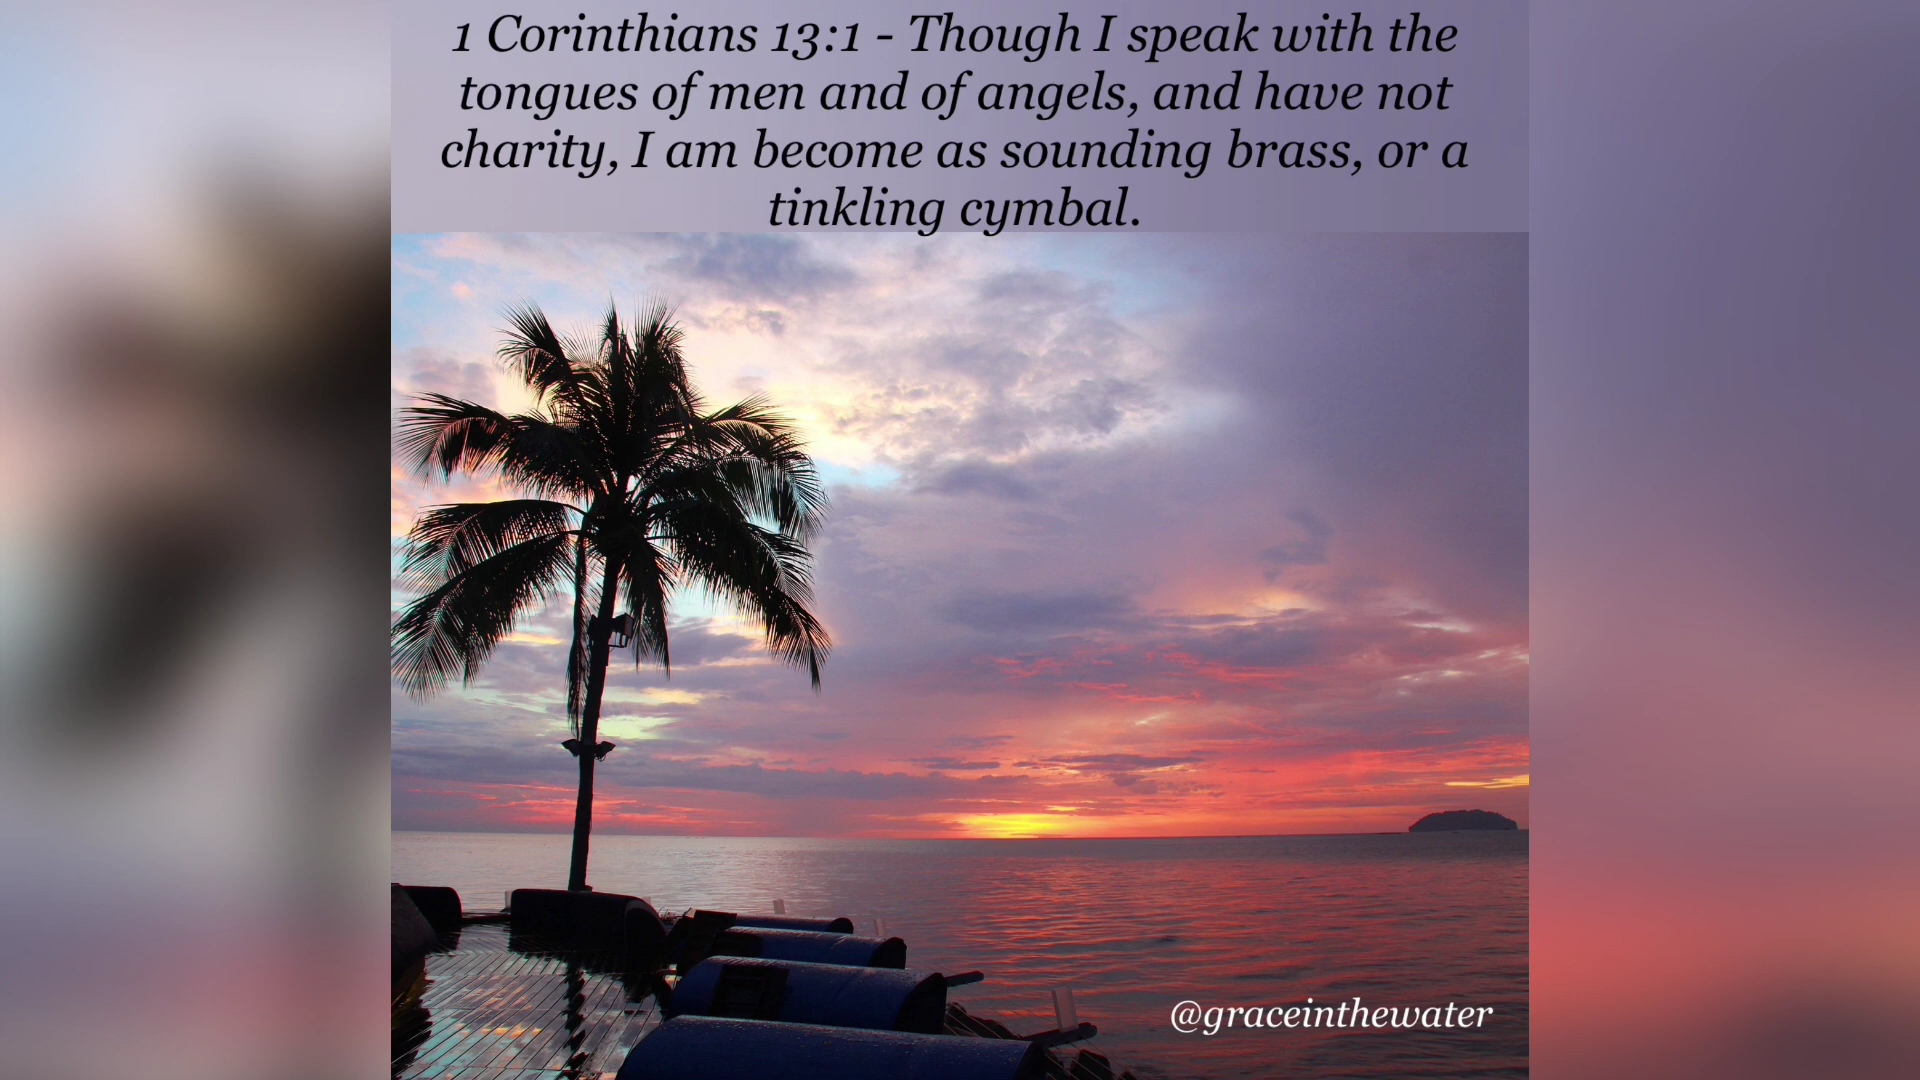 1 Corinthians 13:1 - Though I speak with the
tongues of men and of angels, and have not
charity, I am become as sounding brass, or a
tinkling cymbal.
@graceinthewater